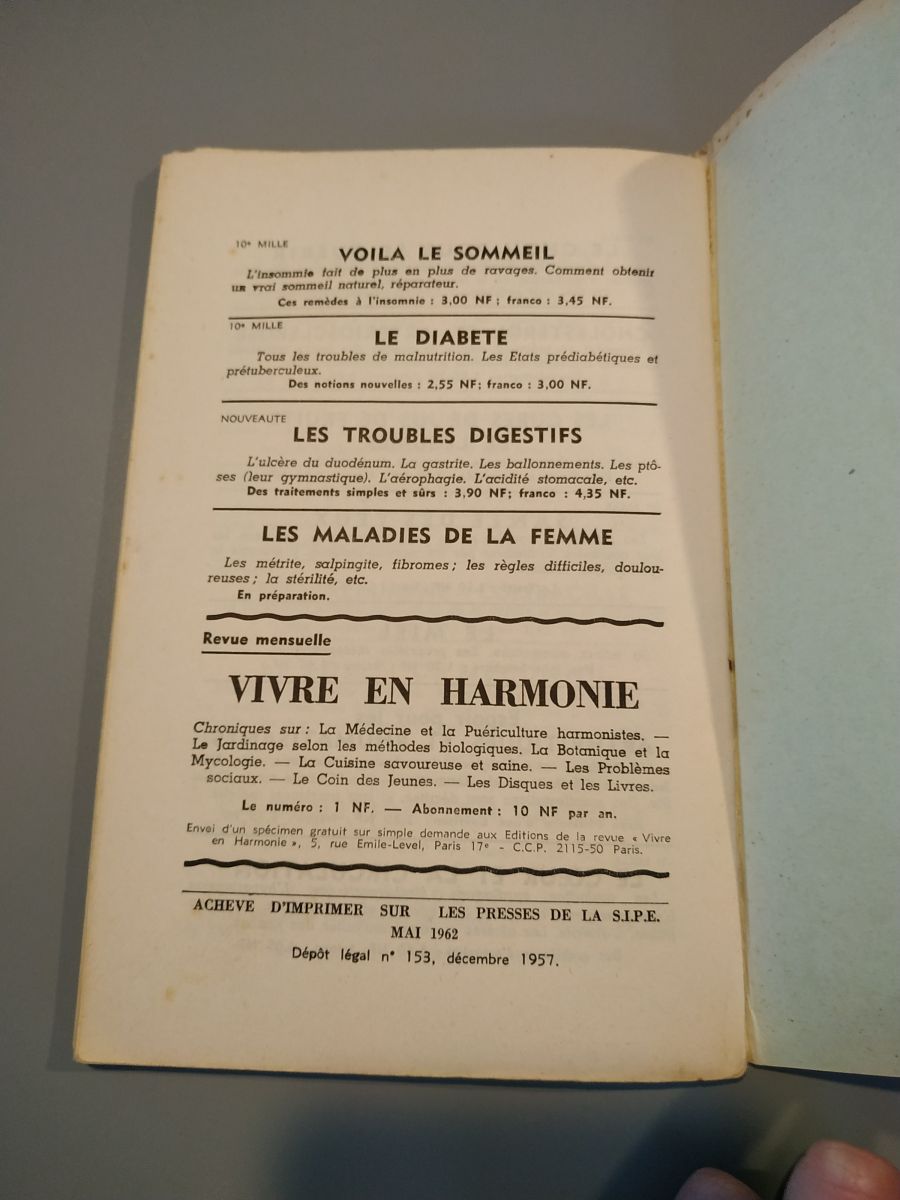 10e MILLE
VOILA LE SOMMEIL
L'insommie fait de plus en plus de ravages. Comment obtenir
un vrai sommeil naturel, réparateur.
Ces remèdes à l'insomnie : 3,00 NF ; franco : 3,45 NF.
10e MILLE
LE DIABETE
Tous les troubles de malnutrition. Les Etats prédiabétiques et
prétuberculeux.
Des notions nouvelles : 2,55 NF; franco : 3,00 NF.
NOUVEAUTE
LES TROUBLES DIGESTIFS
L'ulcère du duodénum. La gastrite. Les ballonnements. Les ptô-
ses (leur gymnastique). L'aérophagie. L'acidité stomacale, etc.
Des traitements simples et sûrs : 3,90 NF; franco : 4,35 NF.
LES MALADIES DE LA FEMME
Les métrite, salpingite, fibromes ; les règles difficiles, doulou-
reuses ; la stérilité, etc.
En préparation.
Revue mensuelle
VIVRE EN HARMONIE
Chroniques sur : La Médecine et la Puériculture harmonistes. —
Le Jardinage selon les méthodes biologiques. La Botanique et la
Mycologie. — La Cuisine savoureuse et saine. — Les Problèmes
sociaux. — Le Coin des Jeunes. — Les Disques et les Livres.
Le numéro : 1 NF. — Abonnement : 10 NF par an.
Envoi d'un spécimen gratuit sur simple demande aux Editions de la revue « Vivre
en Harmonie », 5, rue Emile-Level, Paris 17e - C.C.P. 2115-50 Paris.
ACHEVE D'IMPRIMER SUR LES PRESSES DE LA S.I.P.E.
MAI 1962
Dépôt légal n° 153, décembre 1957.